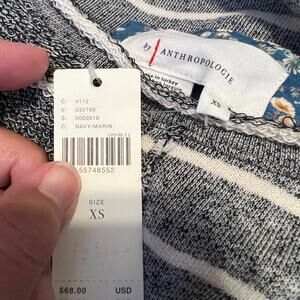 by | ANTHROPOLOGIE
made in turkey
XS
C: 4112
V: 032706
S: 0000016
C: NAVY/MARIN
55748552
SIZE
XS
$68.00 USD